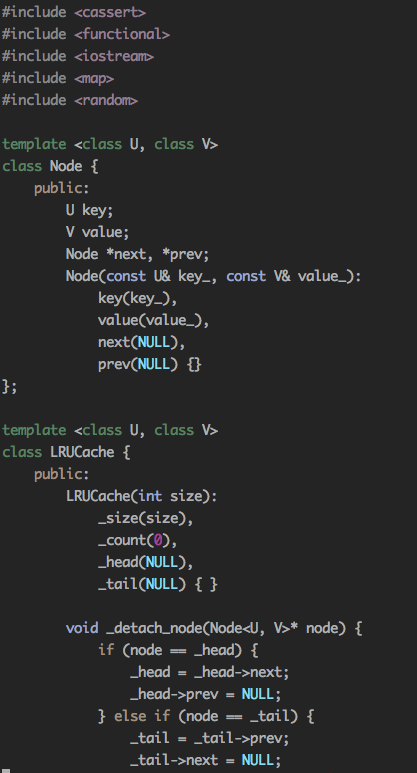 #include <cassert>
#include <functional>
#include <iostream>
#include <map>
#include <random>

template <class U, class V>
class Node {
    public:
        U key;
        V value;
        Node *next, *prev;
        Node(const U& key_, const V& value_):
            key(key_),
            value(value_),
            next(NULL),
            prev(NULL) {}
};

template <class U, class V>
class LRUCache {
    public:
        LRUCache(int size):
            _size(size),
            _count(0),
            _head(NULL),
            _tail(NULL) { }

        void _detach_node(Node<U, V>* node) {
            if (node == _head) {
                _head = _head->next;
                _head->prev = NULL;
            } else if (node == _tail) {
                _tail = _tail->prev;
                _tail->next = NULL;